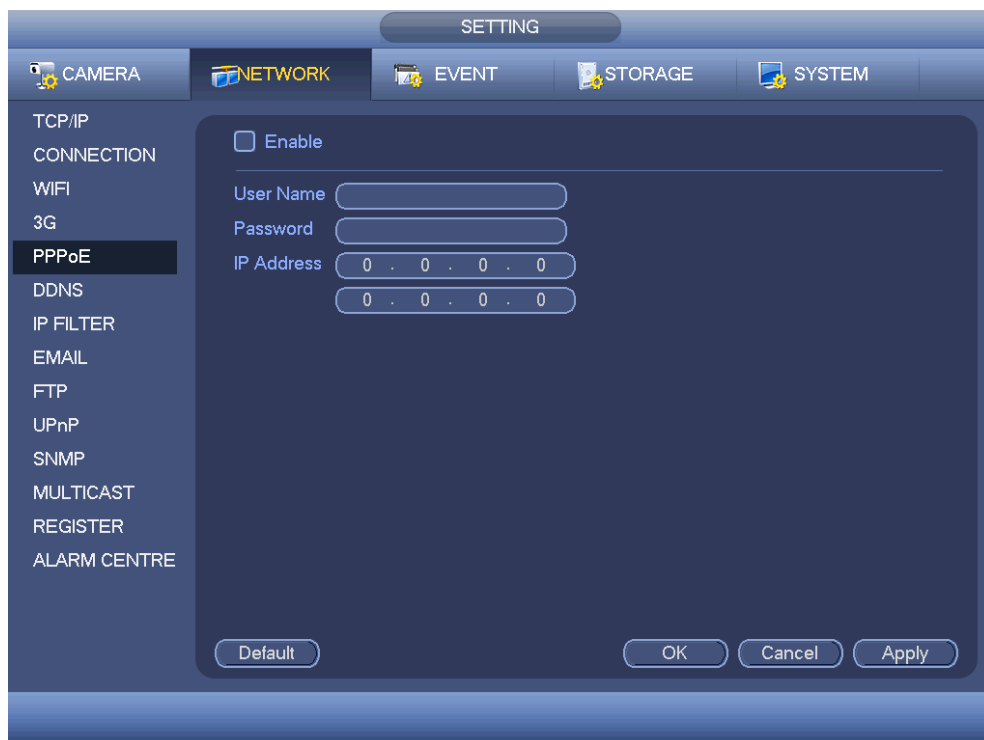 SETTING
CAMERA NETWORK EVENT STORAGE SYSTEM
TCP/IP
CONNECTION
WIFI
3G
PPPoE
DDNS
IP FILTER
EMAIL
FTP
UPnP
SNMP
MULTICAST
REGISTER
ALARM CENTRE
Enable
User Name
Password
IP Address 0 . 0 . 0 . 0
0 . 0 . 0 . 0
Default OK Cancel Apply